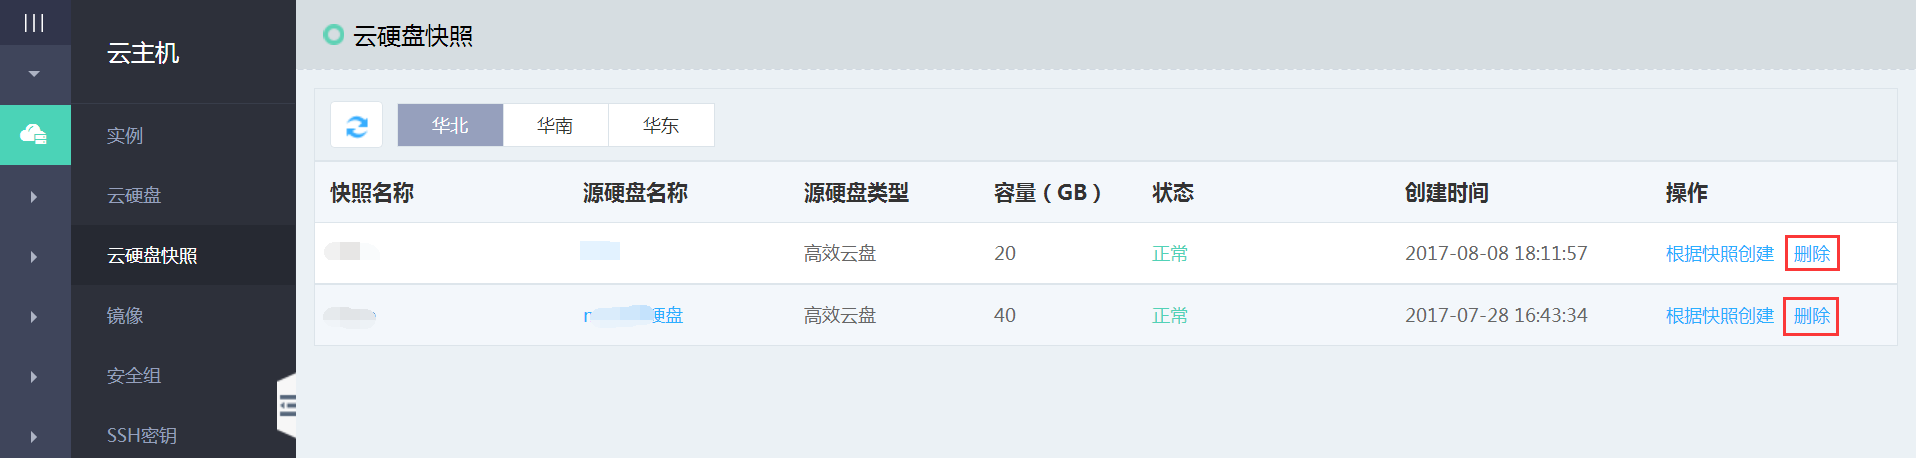 云主机
实例
云硬盘
云硬盘快照
镜像
安全组
SSH密钥
云硬盘快照
华北 华南 华东
快照名称 源硬盘名称 源硬盘类型 容量（GB） 状态 创建时间 操作
高效云盘 20 正常 2017-08-08 18:11:57 根据快照创建 删除
硬盘 高效云盘 40 正常 2017-07-28 16:43:34 根据快照创建 删除